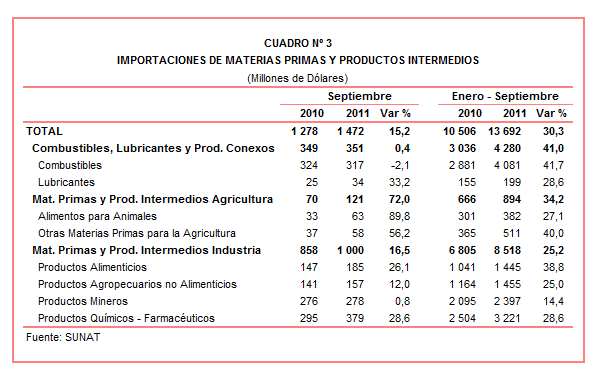 CUADRO Nº 3
IMPORTACIONES DE MATERIAS PRIMAS Y PRODUCTOS INTERMEDIOS
(Millones de Dólares)
Septiembre Enero - Septiembre
2010 2011 Var % 2010 2011 Var %
TOTAL 1 278 1 472 15,2 10 506 13 692 30,3
Combustibles, Lubricantes y Prod. Conexos 349 351 0,4 3 036 4 280 41,0
Combustibles 324 317 -2,1 2 881 4 081 41,7
Lubricantes 25 34 33,2 155 199 28,6
Mat. Primas y Prod. Intermedios Agricultura 70 121 72,0 666 894 34,2
Alimentos para Animales 33 63 89,8 301 382 27,1
Otras Materias Primas para la Agricultura 37 58 56,2 365 511 40,0
Mat. Primas y Prod. Intermedios Industria 858 1 000 16,5 6 805 8 518 25,2
Productos Alimenticios 147 185 26,1 1 041 1 445 38,8
Productos Agropecuarios no Alimenticios 141 157 12,0 1 164 1 455 25,0
Productos Mineros 276 278 0,8 2 095 2 397 14,4
Productos Químicos - Farmacéuticos 295 379 28,6 2 504 3 221 28,6
Fuente: SUNAT